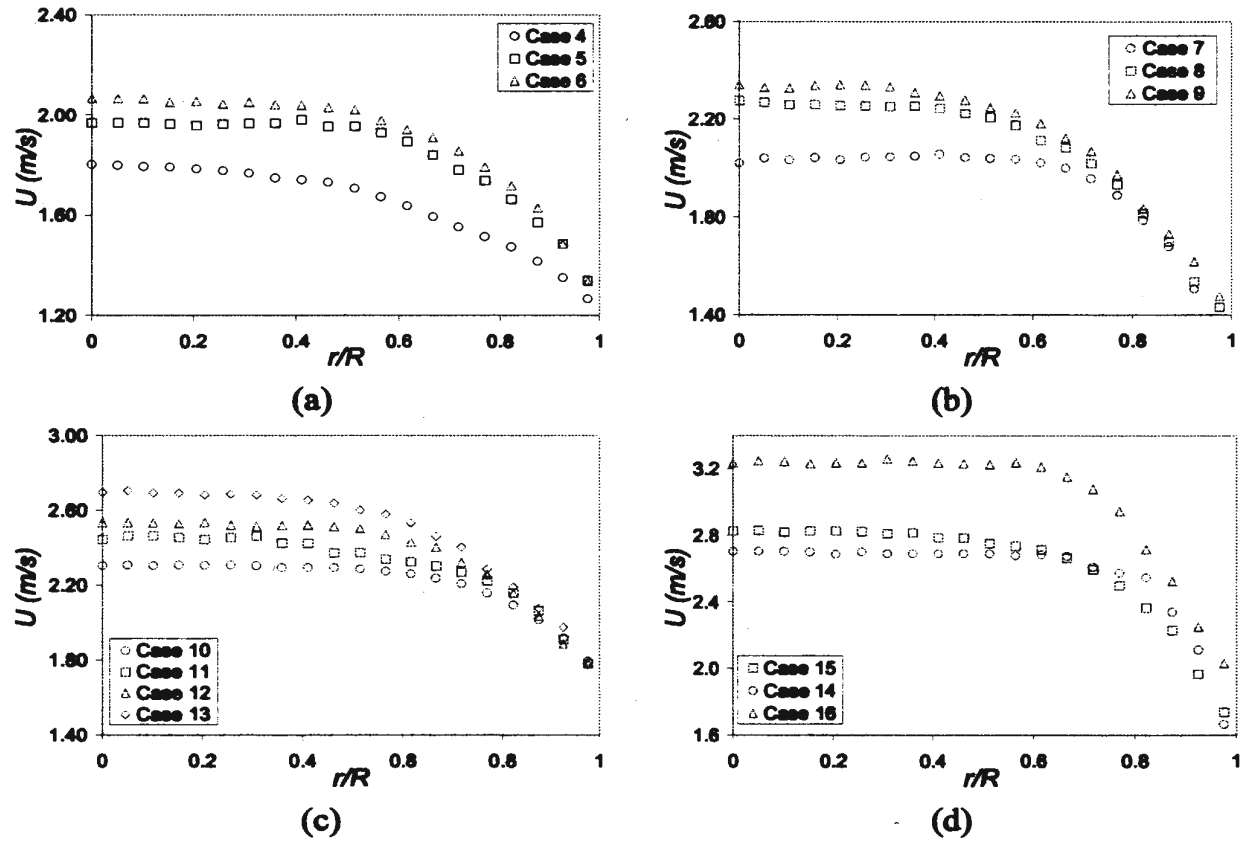 2.40
2.00
1.60
1.20
U (m/s)
Case 4
Case 5
Case 6
0 0.2 0.4 0.6 0.8 1
r/R
(a)
2.60
2.20
1.80
1.40
U (m/s)
Case 7
Case 8
Case 9
0 0.2 0.4 0.6 0.8 1
r/R
(b)
3.00
2.60
2.20
1.80
1.40
U (m/s)
Case 10
Case 11
Case 12
Case 13
0 0.2 0.4 0.6 0.8 1
r/R
(c)
3.2
2.8
2.4
2.0
1.6
U (m/s)
Case 15
Case 14
Case 16
0 0.2 0.4 0.6 0.8 1
r/R
(d)